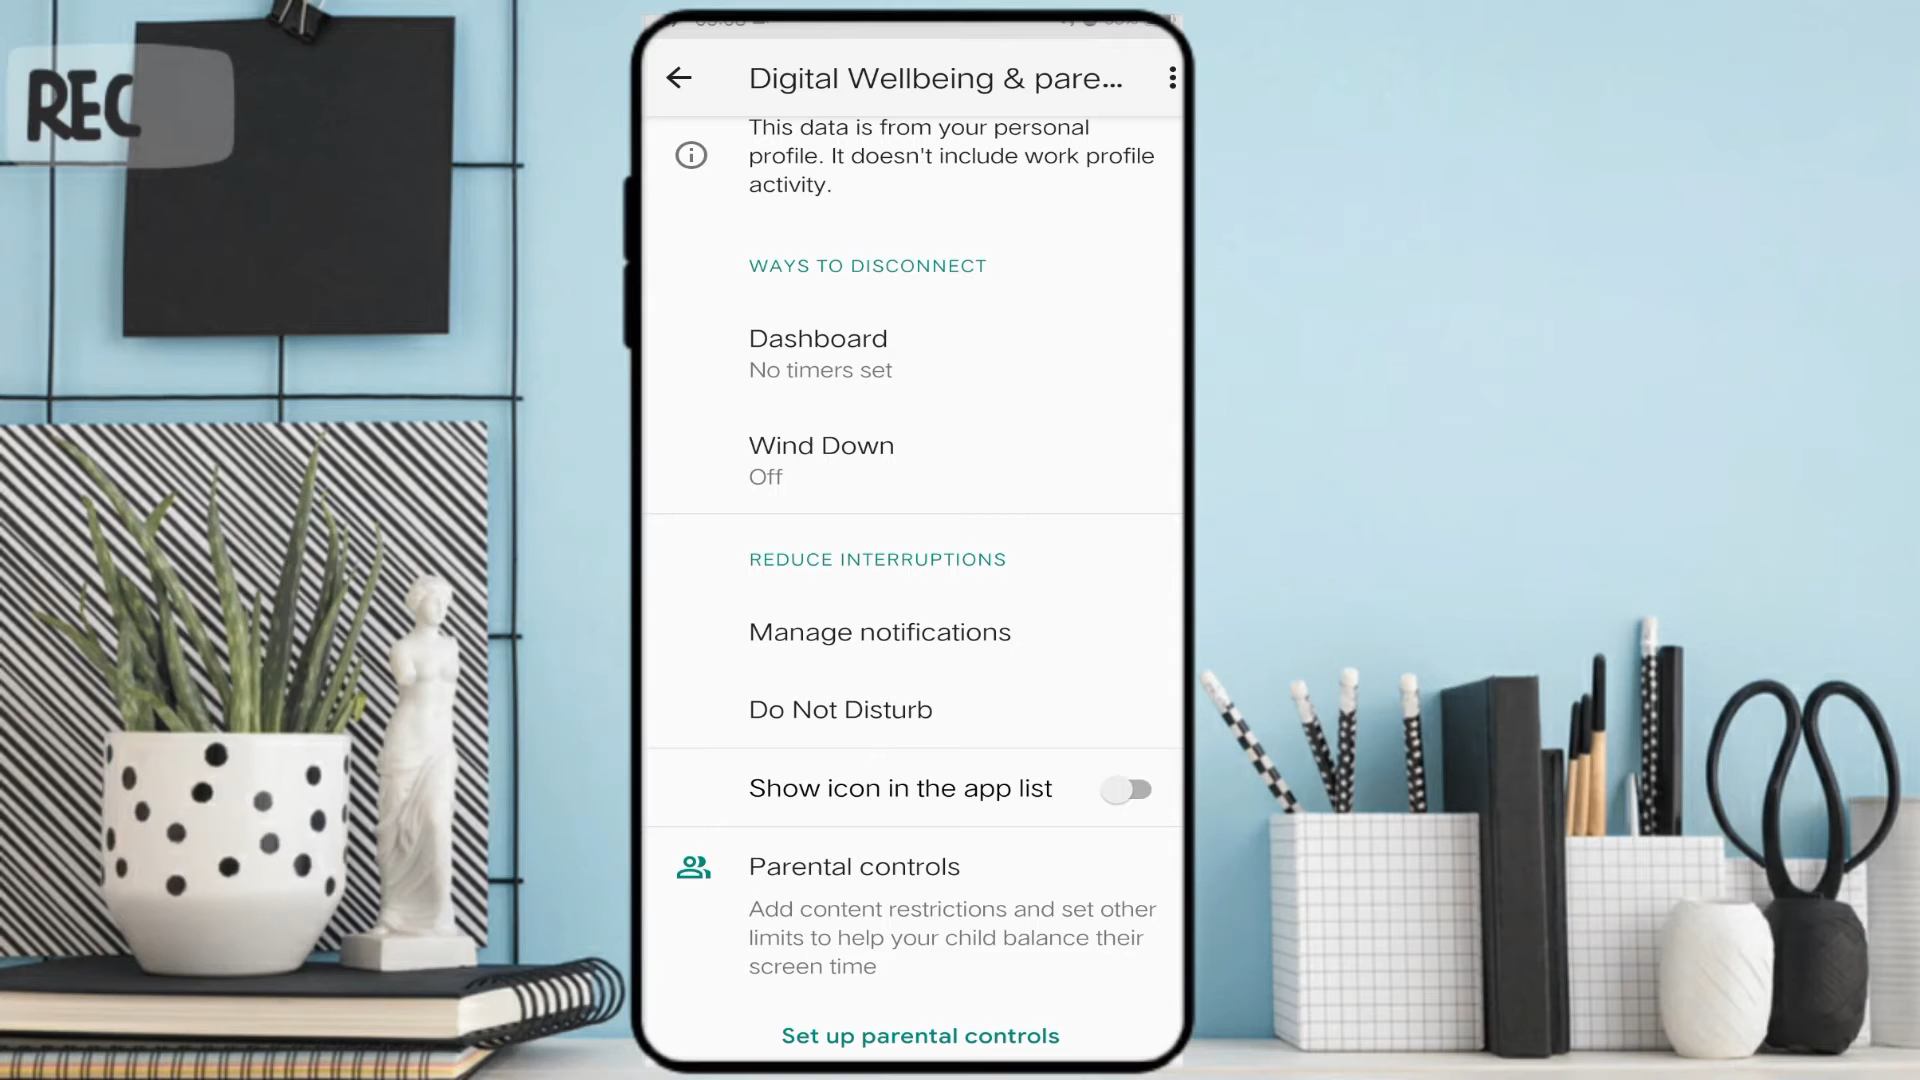 REC
Digital Wellbeing & pare...
This data is from your personal
profile. It doesn't include work profile
activity.
WAYS TO DISCONNECT
Dashboard
No timers set
Wind Down
Off
REDUCE INTERRUPTIONS
Manage notifications
Do Not Disturb
Show icon in the app list
Parental controls
Add content restrictions and set other
limits to help your child balance their
screen time
Set up parental controls